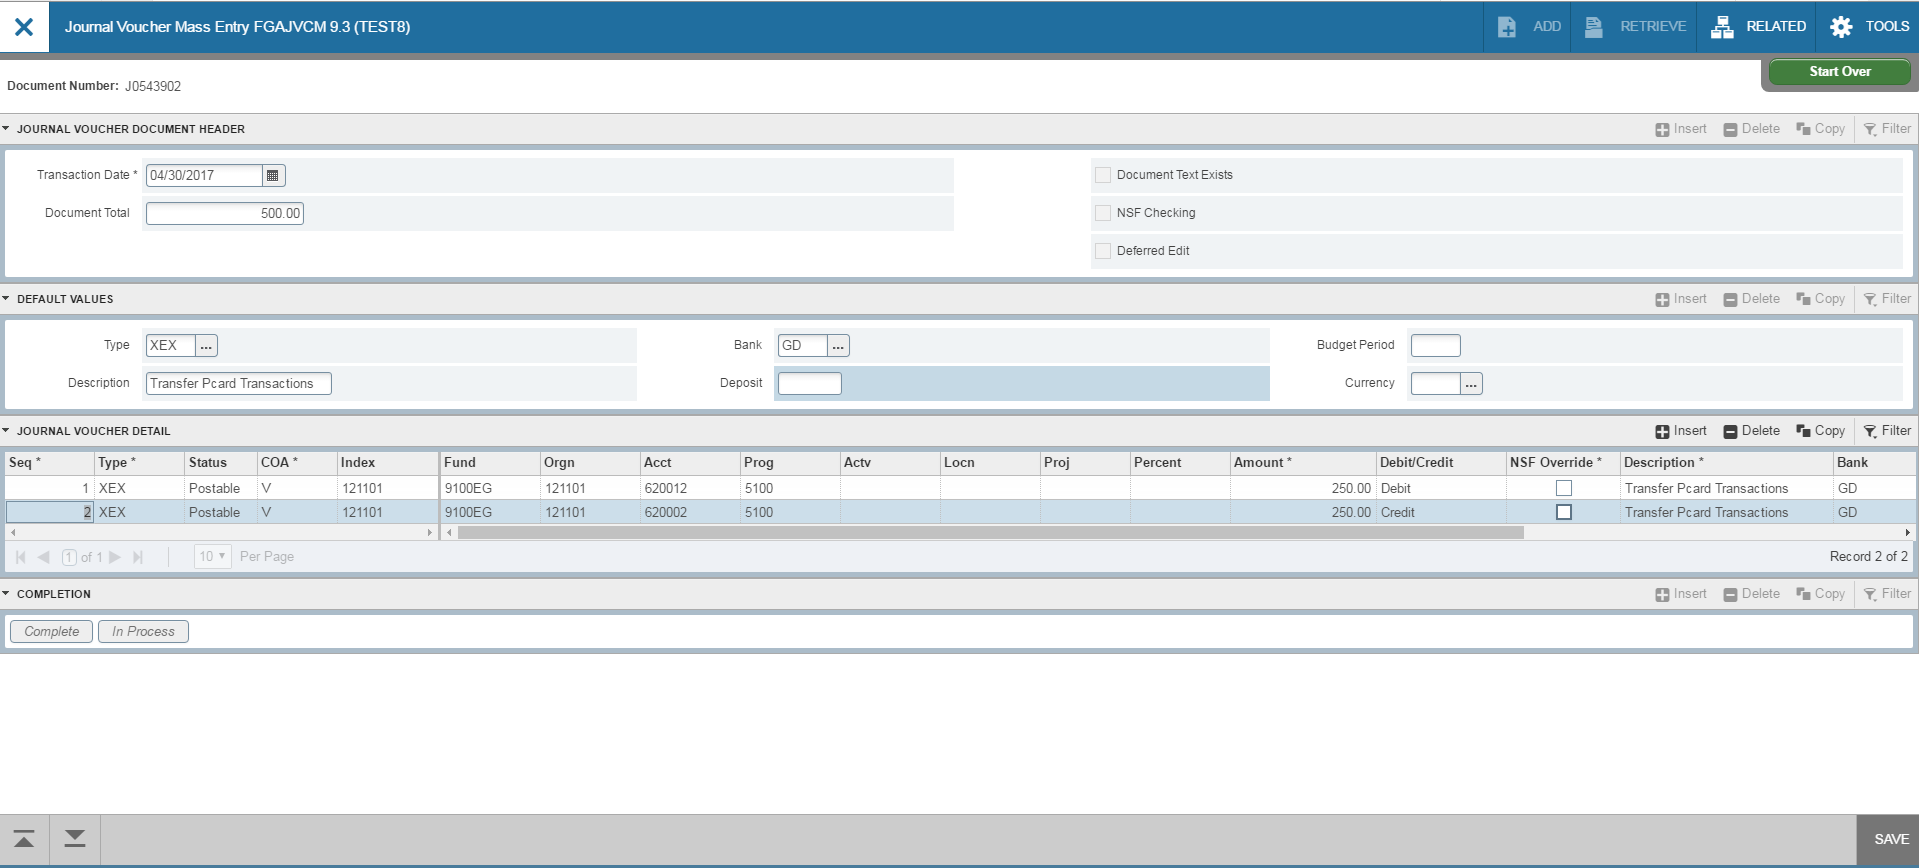 Journal Voucher Mass Entry FGAJVCM 9.3 (TEST8) ADD RETRIEVE RELATED TOOLS
Start Over
Document Number: J0543902
JOURNAL VOUCHER DOCUMENT HEADER Insert Delete Copy Filter
Transaction Date * 04/30/2017 Document Text Exists
Document Total 500.00 NSF Checking
Deferred Edit
DEFAULT VALUES Insert Delete Copy Filter
Type XEX ... Bank GD ... Budget Period
Description Transfer Pcard Transactions Deposit Currency ...
JOURNAL VOUCHER DETAIL Insert Delete Copy Filter
Seq * Type * Status COA * Index Fund Orgn Acct Prog Actv Locn Proj Percent Amount * Debit/Credit NSF Override * Description * Bank
1 XEX Postable V 121101 9100EG 121101 620012 5100 250.00 Debit Transfer Pcard Transactions GD
2 XEX Postable V 121101 9100EG 121101 620002 5100 250.00 Credit Transfer Pcard Transactions GD
1 of 1 10 Per Page Record 2 of 2
COMPLETION Insert Delete Copy Filter
Complete In Process
SAVE